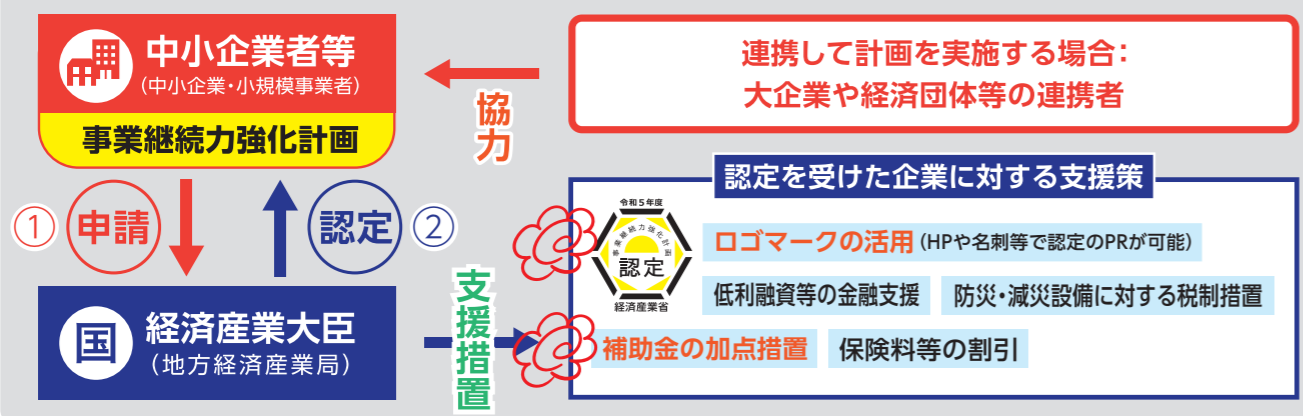 中小企業者等
(中小企業・小規模事業者)
事業継続力強化計画
連携して計画を実施する場合:
大企業や経済団体等の連携者
協力
① 申請
認定 ②
国
経済産業大臣
(地方経済産業局)
支援措置
認定を受けた企業に対する支援策
令和5年度
事業継続力強化計画
認定
経済産業省
ロゴマークの活用(HPや名刺等で認定のPRが可能)
低利融資等の金融支援 防災・減災設備に対する税制措置
補助金の加点措置 保険料等の割引